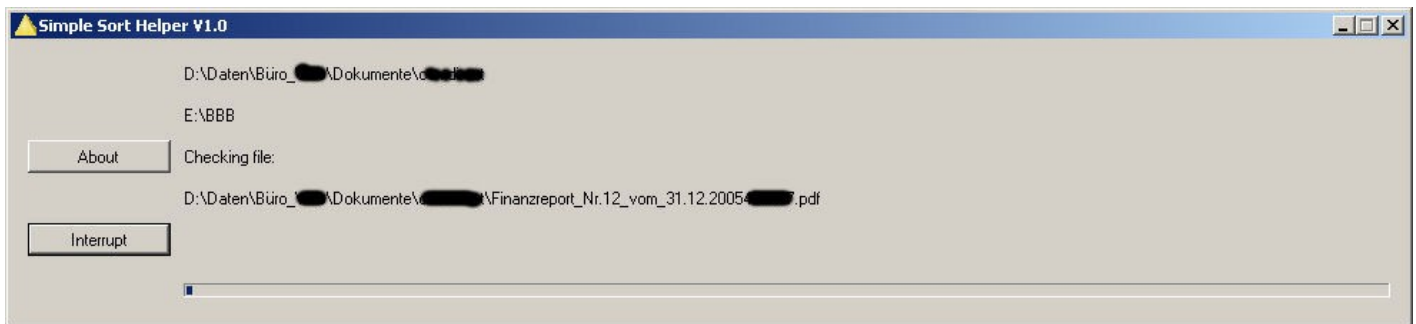 Simple Sort Helper V1.0
D:\Daten\Büro_ \Dokumente\
E:\BBB
About
Checking file:
D:\Daten\Büro_ \Dokumente\ \Finanzreport_Nr.12_vom_31.12.2005 .pdf
Interrupt